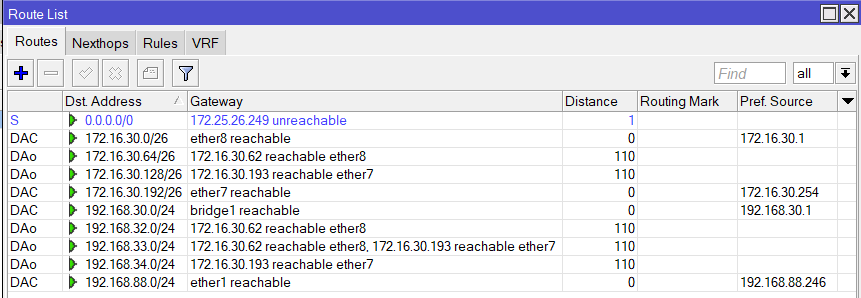 Route List
Routes Nexthops Rules VRF
Find all
Dst. Address Gateway Distance Routing Mark Pref. Source
S 0.0.0.0/0 172.25.26.249 unreachable 1
DAC 172.16.30.0/26 ether8 reachable 0 172.16.30.1
DAo 172.16.30.64/26 172.16.30.62 reachable ether8 110
DAo 172.16.30.128/26 172.16.30.193 reachable ether7 110
DAC 172.16.30.192/26 ether7 reachable 0 172.16.30.254
DAC 192.168.30.0/24 bridge1 reachable 0 192.168.30.1
DAo 192.168.32.0/24 172.16.30.62 reachable ether8 110
DAo 192.168.33.0/24 172.16.30.62 reachable ether8, 172.16.30.193 reachable ether7 110
DAo 192.168.34.0/24 172.16.30.193 reachable ether7 110
DAC 192.168.88.0/24 ether1 reachable 0 192.168.88.246